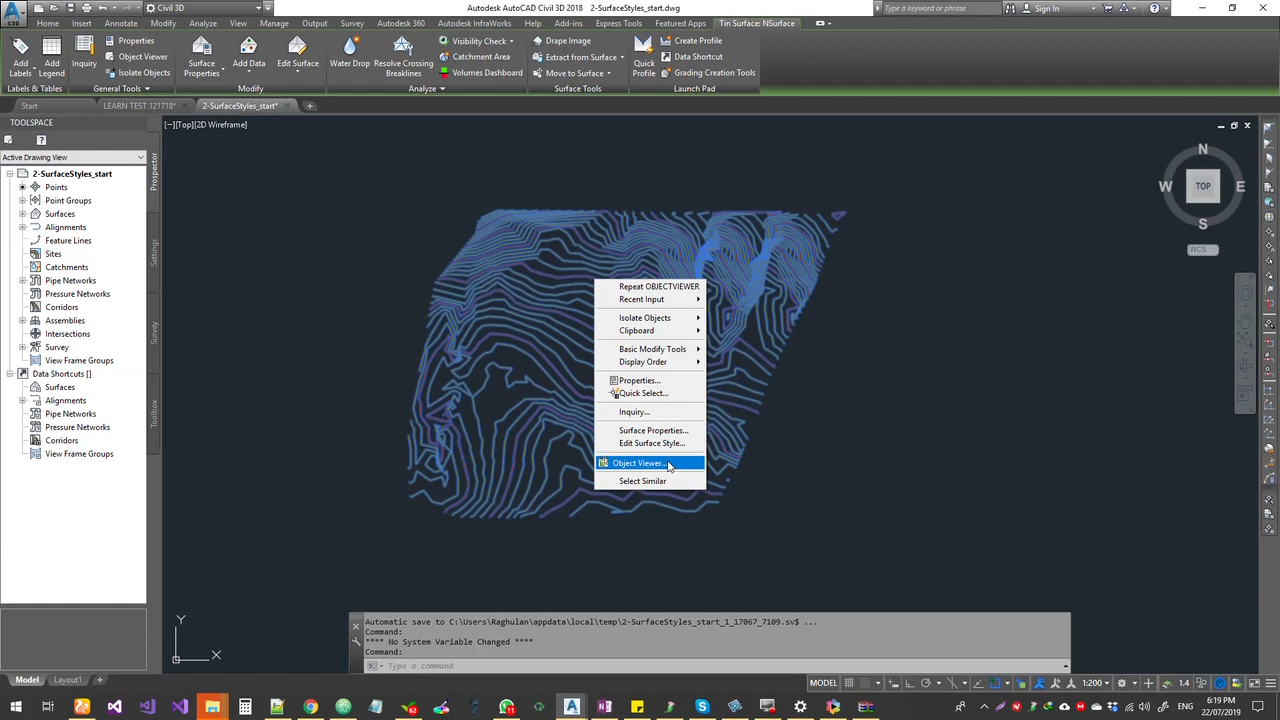 C3D
Civil 3D
Autodesk AutoCAD Civil 3D 2018   2-SurfaceStyles_start.dwg
Type a keyword or phrase
Sign In
Home Insert Annotate Modify Analyze View Manage Output Survey Autodesk 360 Autodesk InfraWorks Help Add-ins Express Tools Featured Apps Tin Surface: NSurface
Add Labels
Add Legend
Inquiry
Properties
Object Viewer
Isolate Objects
Surface Properties
Add Data
Edit Surface
Water Drop
Resolve Crossing Breaklines
Visibility Check
Catchment Area
Volumes Dashboard
Drape Image
Extract from Surface
Move to Surface
Quick Profile
Create Profile
Data Shortcut
Grading Creation Tools
Labels & Tables
General Tools
Modify
Analyze
Surface Tools
Launch Pad
Start
LEARN TEST 121718*
2-SurfaceStyles_start*
TOOLSPACE
[−][Top][2D Wireframe]
Active Drawing View
2-SurfaceStyles_start
Points
Point Groups
Surfaces
Alignments
Feature Lines
Sites
Catchments
Pipe Networks
Pressure Networks
Corridors
Assemblies
Intersections
Survey
View Frame Groups
Data Shortcuts []
Surfaces
Alignments
Pipe Networks
Pressure Networks
Corridors
View Frame Groups
Prospector
Settings
Survey
Toolbox
Repeat OBJECTVIEWER
Recent Input
Isolate Objects
Clipboard
Basic Modify Tools
Display Order
Properties...
Quick Select...
Inquiry...
Surface Properties...
Edit Surface Style...
Object Viewer...
Select Similar
N
W
TOP
E
S
WCS
Y
X
Automatic save to C:\Users\Raghulan\appdata\local\temp\2-SurfaceStyles_start_1_17067_7109.sv$ ...
Command:
**** No System Variable Changed ****
Command:
Type a command
Model
Layout1
MODEL
1:200
1.4
62
11
ENG
6:19 PM
22/07/2019